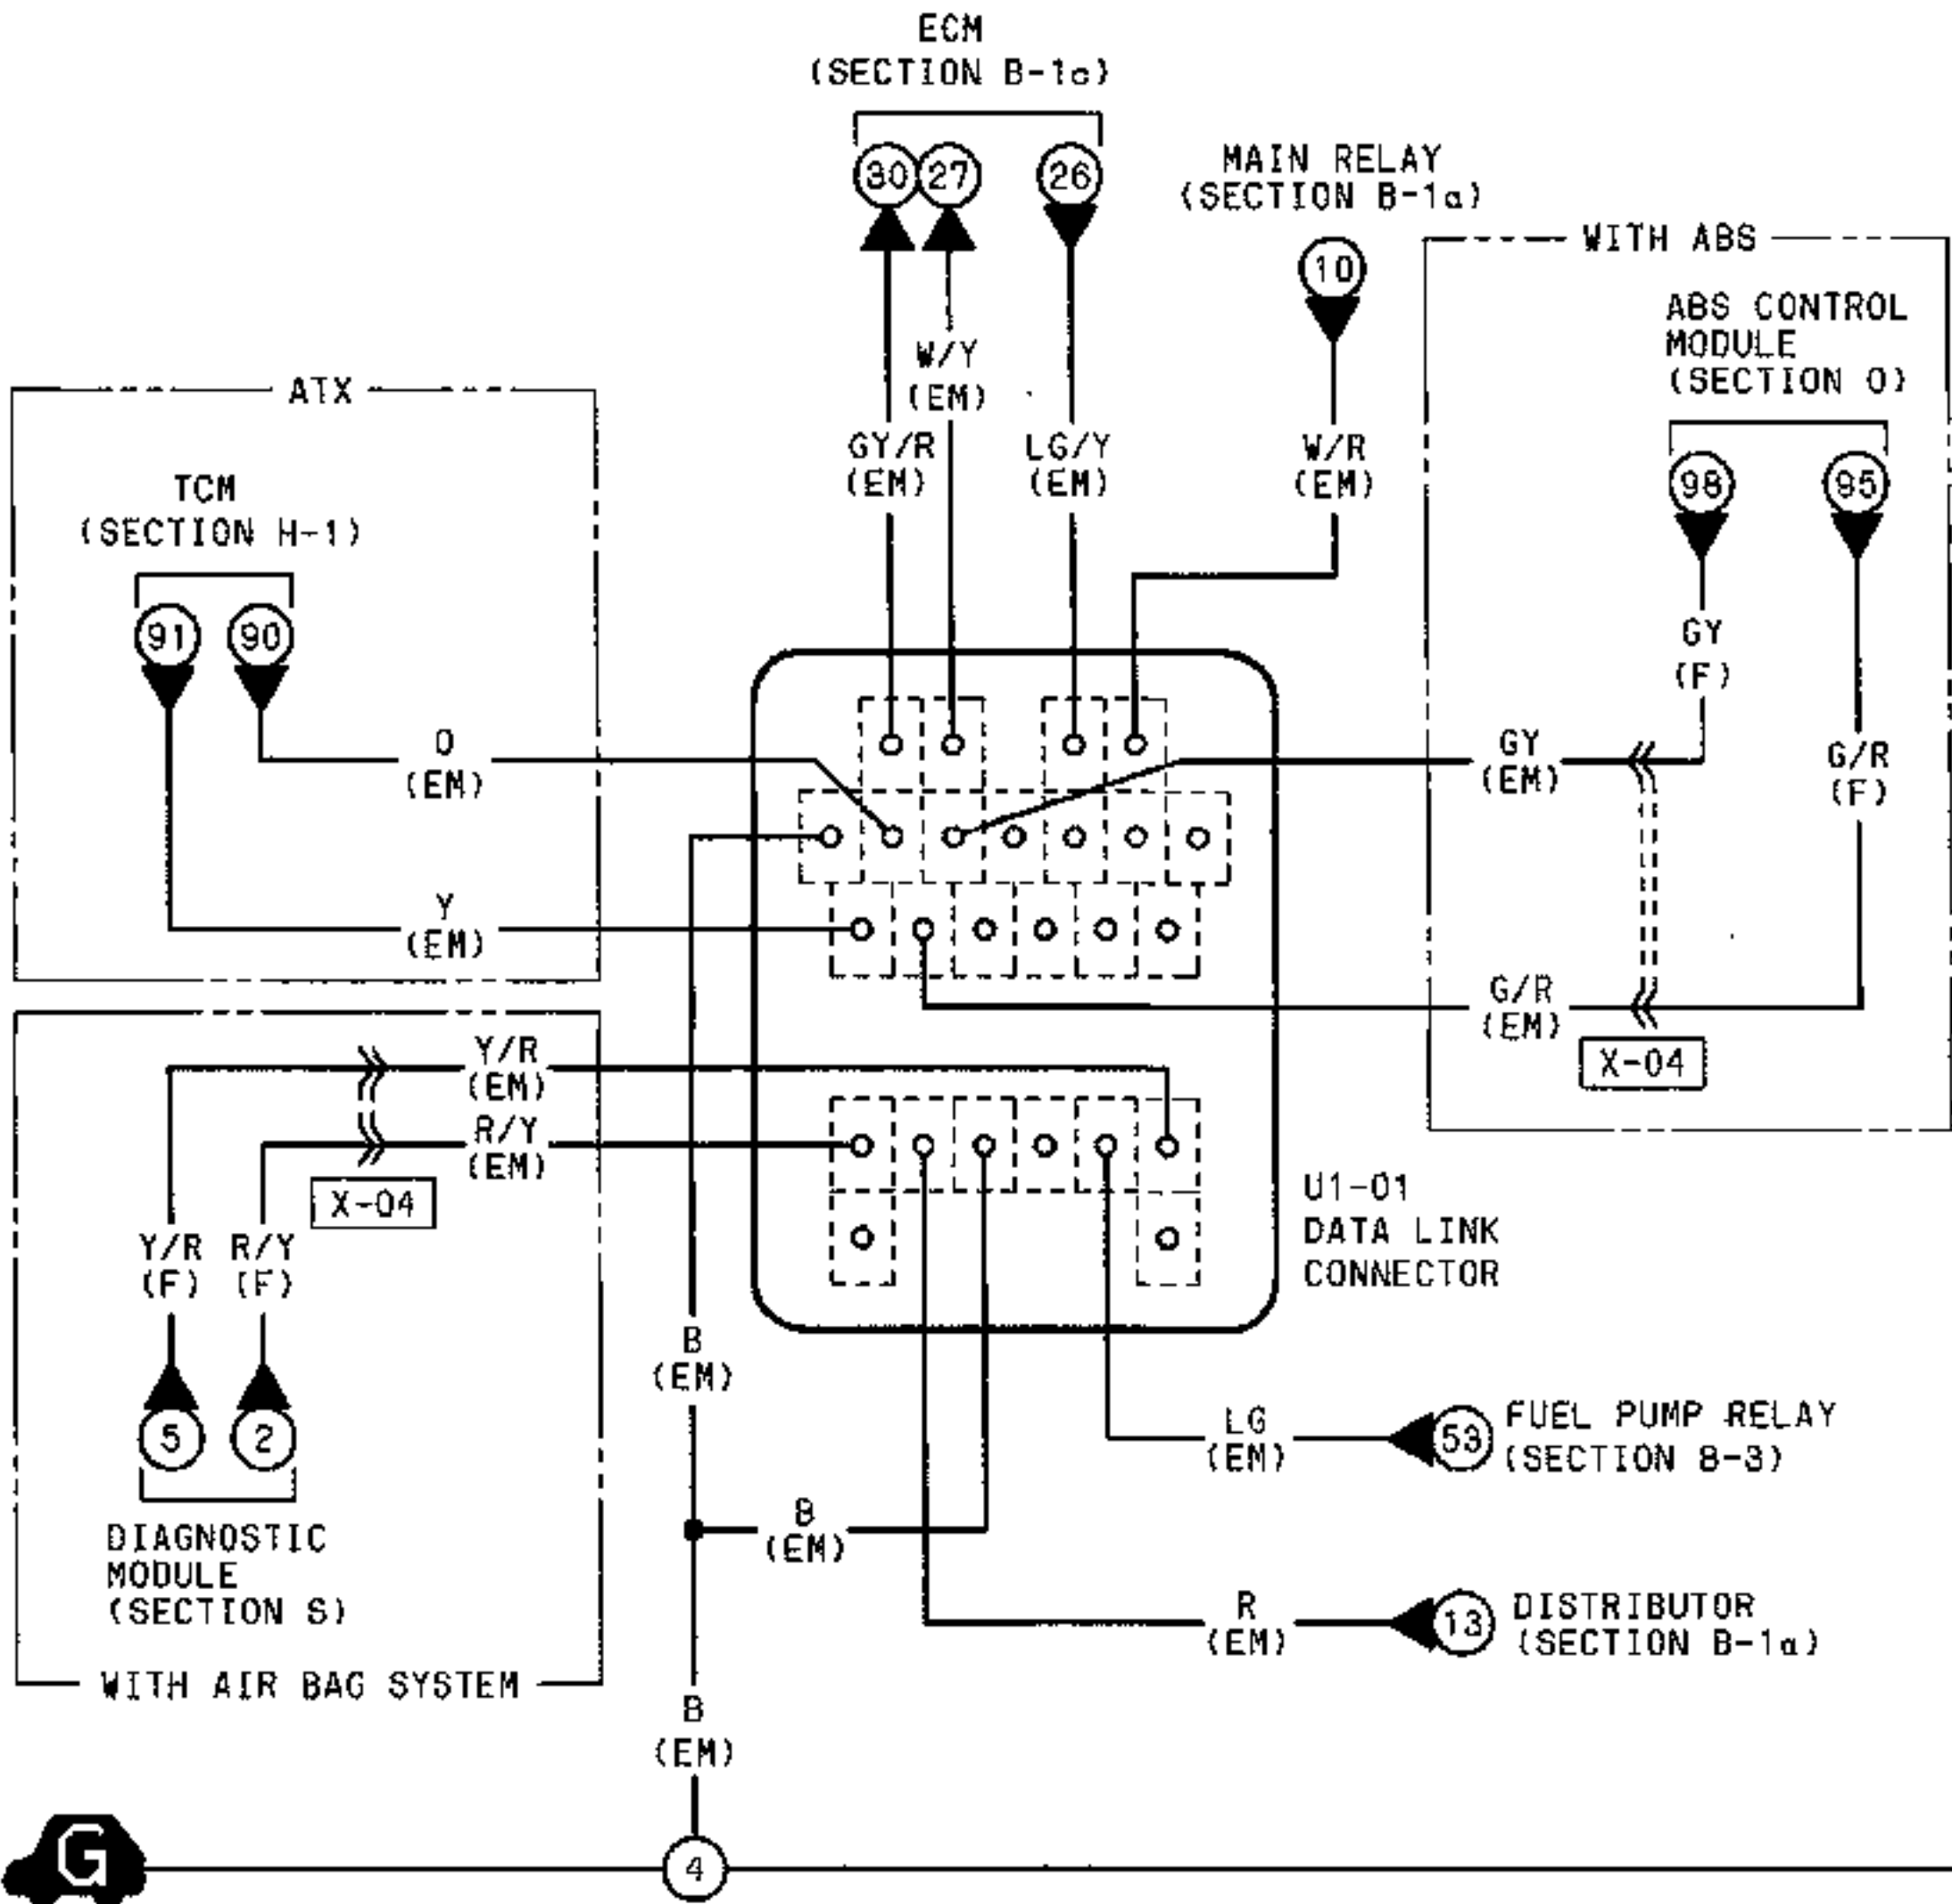 ECM
(SECTION B-1c)
30
27
26
MAIN RELAY
(SECTION B-1a)
10
WITH ABS
ABS CONTROL
MODULE
(SECTION O)
98
95
W/Y
(EM)
GY/R
(EM)
LG/Y
(EM)
W/R
(EM)
ATX
TCM
(SECTION H-1)
91
90
GY
(F)
O
(EM)
GY
(EM)
G/R
(F)
Y
(EM)
G/R
(EM)
X-04
Y/R
(EM)
R/Y
(EM)
X-04
Y/R
(F)
R/Y
(F)
U1-01
DATA LINK
CONNECTOR
5
2
DIAGNOSTIC
MODULE
(SECTION S)
WITH AIR BAG SYSTEM
B
(EM)
LG
(EM)
53
FUEL PUMP RELAY
(SECTION B-3)
B
(EM)
R
(EM)
13
DISTRIBUTOR
(SECTION B-1a)
B
(EM)
G
4